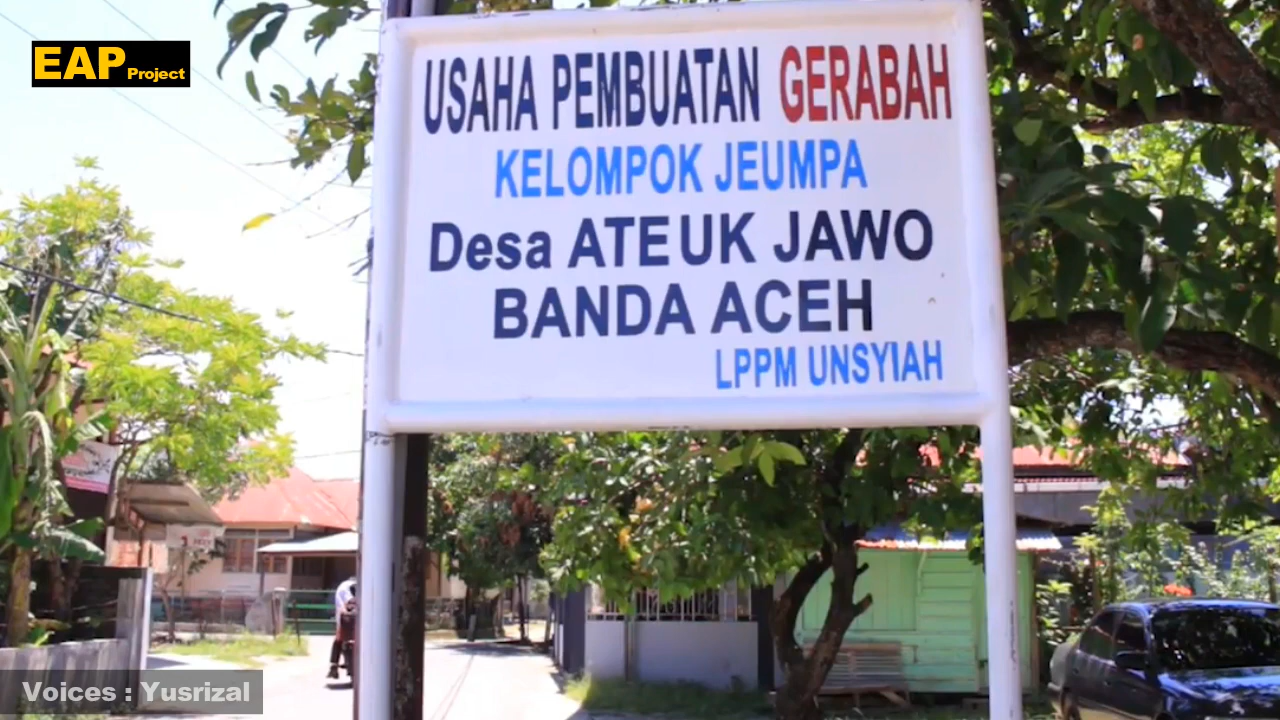 EAP Project
USAHA PEMBUATAN GERABAH
KELOMPOK JEUMPA
Desa ATEUK JAWO
BANDA ACEH
LPPM UNSYIAH
Voices : Yusrizal